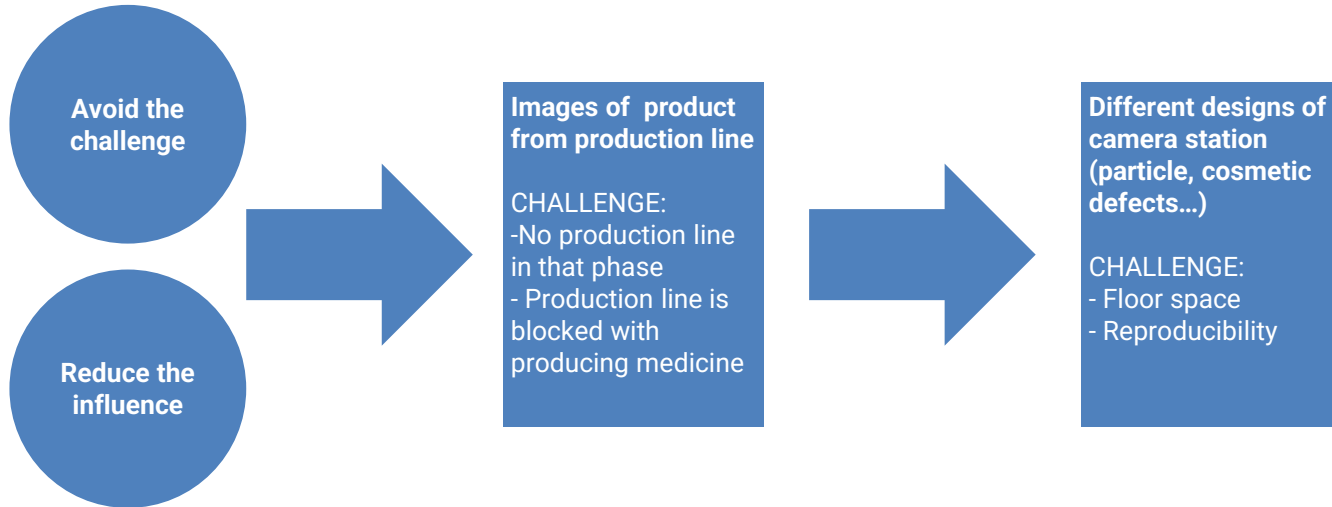 Avoid the
challenge
Reduce the
influence
Images of product
from production line
CHALLENGE:
-No production line
in that phase
- Production line is
blocked with
producing medicine
Different designs of
camera station
(particle, cosmetic
defects…)
CHALLENGE:
- Floor space
- Reproducibility